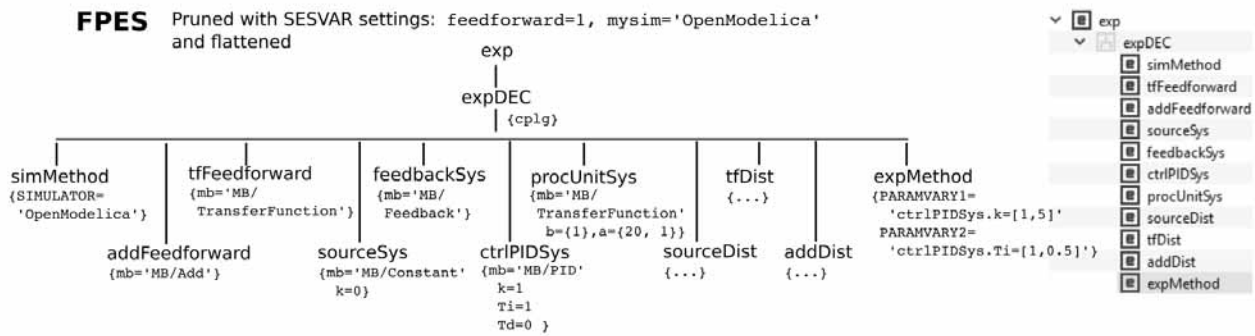 FPES
Pruned with SESVAR settings: feedforward=1, mysim='OpenModelica'
and flattened
exp
expDEC
{cplg}
simMethod
{SIMULATOR=
'OpenModelica'}
tfFeedforward
{mb='MB/
TransferFunction'}
feedbackSys
{mb='MB/
Feedback'}
procUnitSys
{mb='MB/
TransferFunction'
b={1},a={20, 1}}
tfDist
{...}
expMethod
{PARAMVARY1=
'ctrlPIDSys.k=[1,5]'
PARAMVARY2=
'ctrlPIDSys.Ti=[1,0.5]'}
addFeedforward
{mb='MB/Add'}
sourceSys
{mb='MB/Constant'
k=0}
ctrlPIDSys
{mb='MB/PID'
k=1
Ti=1
Td=0 }
sourceDist
{...}
addDist
{...}
e exp
expDEC
e simMethod
e tfFeedforward
e addFeedforward
e sourceSys
e feedbackSys
e ctrlPIDSys
e procUnitSys
e sourceDist
e tfDist
e addDist
e expMethod